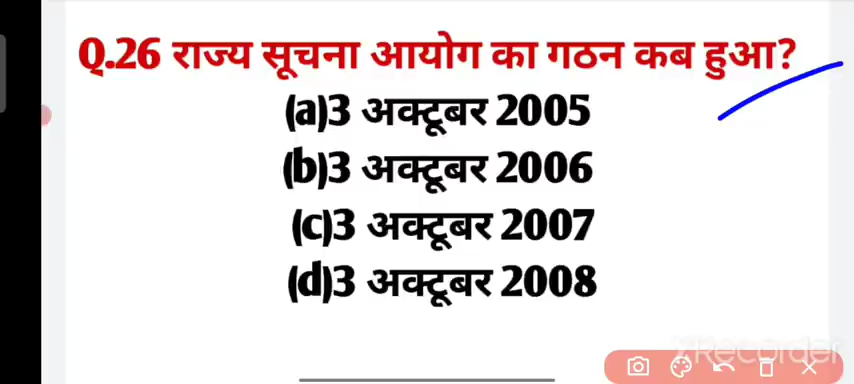 Q.26 राज्य सूचना आयोग का गठन कब हुआ?
(a)3 अक्टूबर 2005
(b)3 अक्टूबर 2006
(c)3 अक्टूबर 2007
(d)3 अक्टूबर 2008
XRecorder